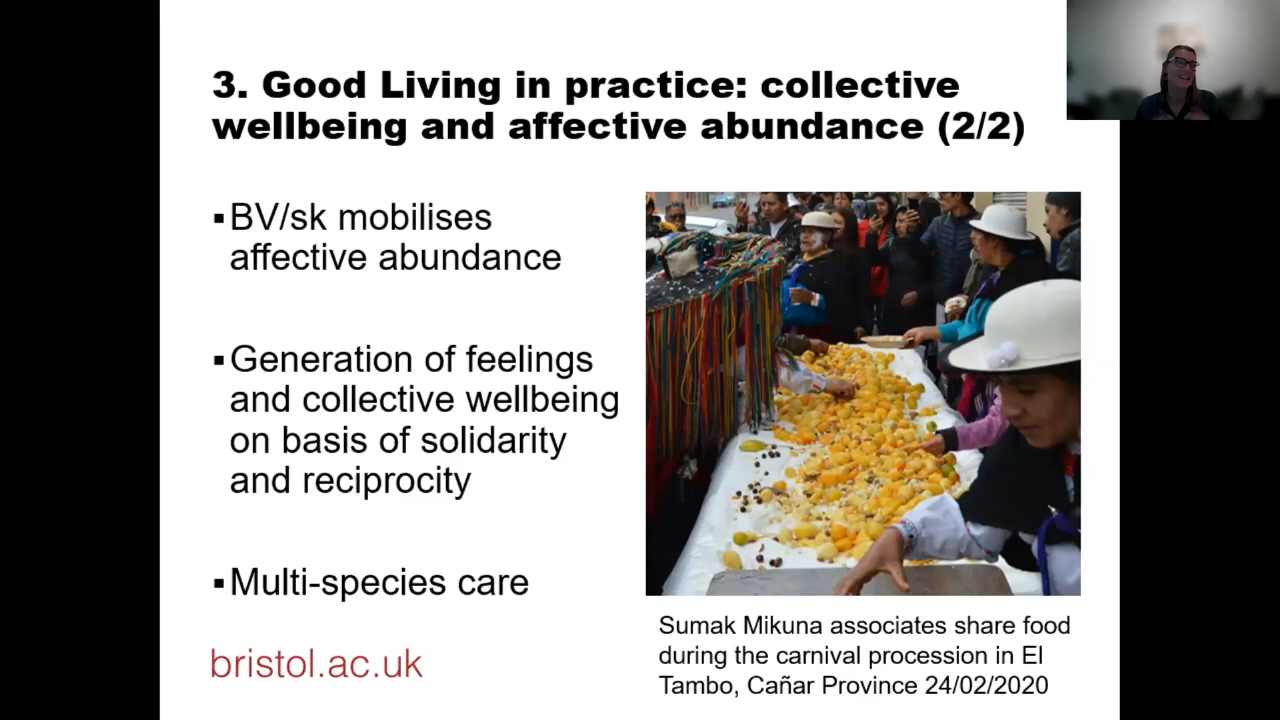 3. Good Living in practice: collective
wellbeing and affective abundance (2/2)
▪BV/sk mobilises
affective abundance
▪Generation of feelings
and collective wellbeing
on basis of solidarity
and reciprocity
▪Multi-species care
bristol.ac.uk
Sumak Mikuna associates share food
during the carnival procession in El
Tambo, Cañar Province 24/02/2020